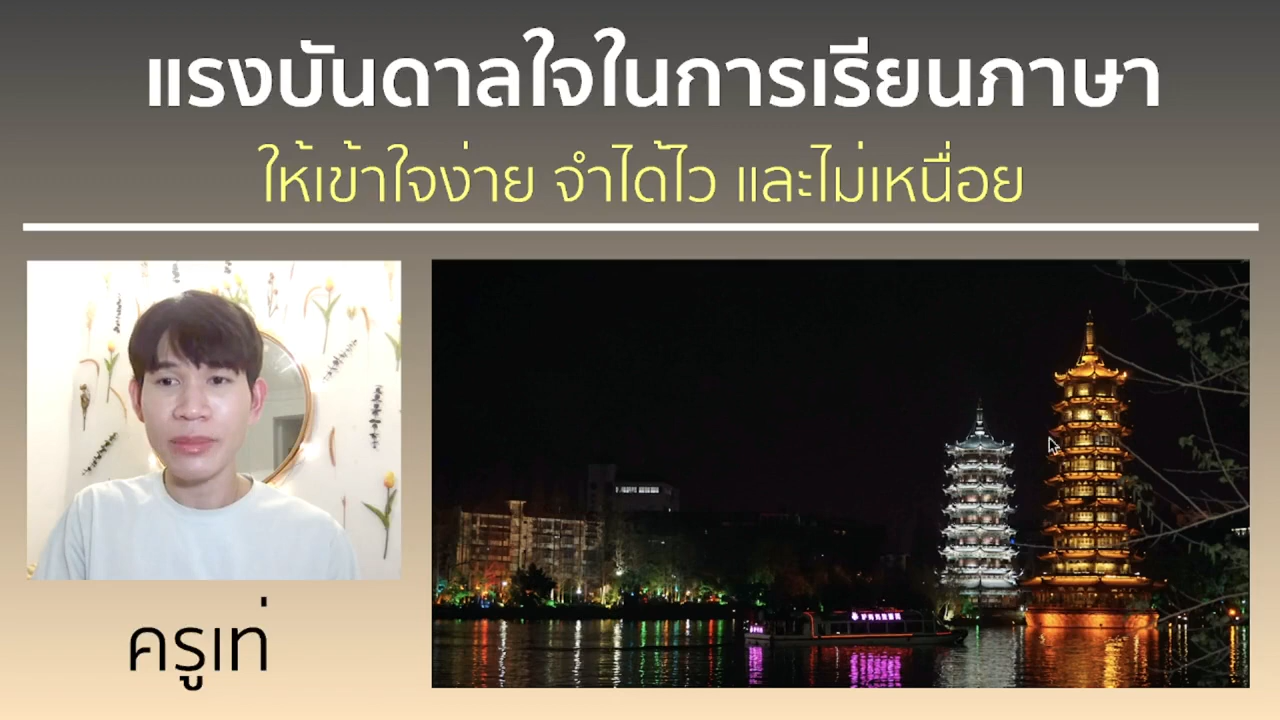 แรงบันดาลใจในการเรียนภาษา
ให้เข้าใจง่าย จำได้ไว และไม่เหนื่อย
ครูเท่